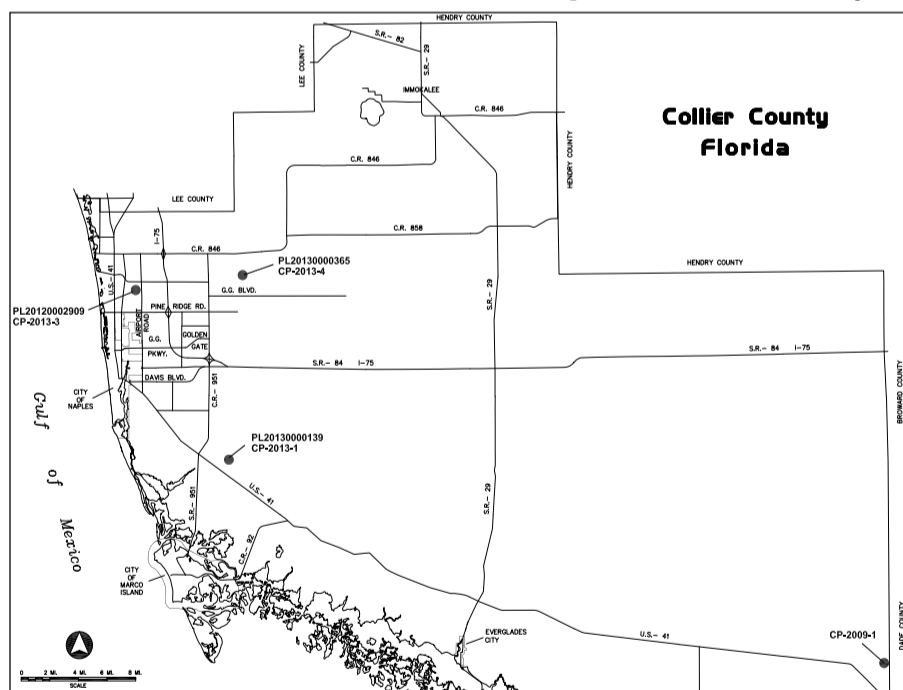 HENDRY COUNTY
S.R.- 82
LEE COUNTY
S.R.- 29
IMMOKALEE
C.R. 846
Collier County
Florida
HENDRY COUNTY
C.R. 846
LEE COUNTY
I-75
C.R. 858
C.R. 846
U.S.- 41
PL20130000365
CP-2013-4
HENDRY COUNTY
G.G. BLVD.
S.R.- 29
PL20120002909
CP-2013-3
PINE RIDGE RD.
AIRPORT
ROAD
GOLDEN
GATE
G.G.
PKWY.
S.R.- 84 I-75
S.R.- 84 I-75
DAVIS BLVD.
C.R.- 951
BROWARD COUNTY
CITY
OF
NAPLES
Gulf
of
Mexico
PL20130000139
CP-2013-1
U.S.- 41
S.R.- 951
S.R.- 29
C.R.- 92
CITY
OF
MARCO
ISLAND
EVERGLADES
CITY
U.S.- 41
CP-2009-1
DADE COUNTY
0 2 MI. 4 MI. 6 MI. 8 MI.
SCALE